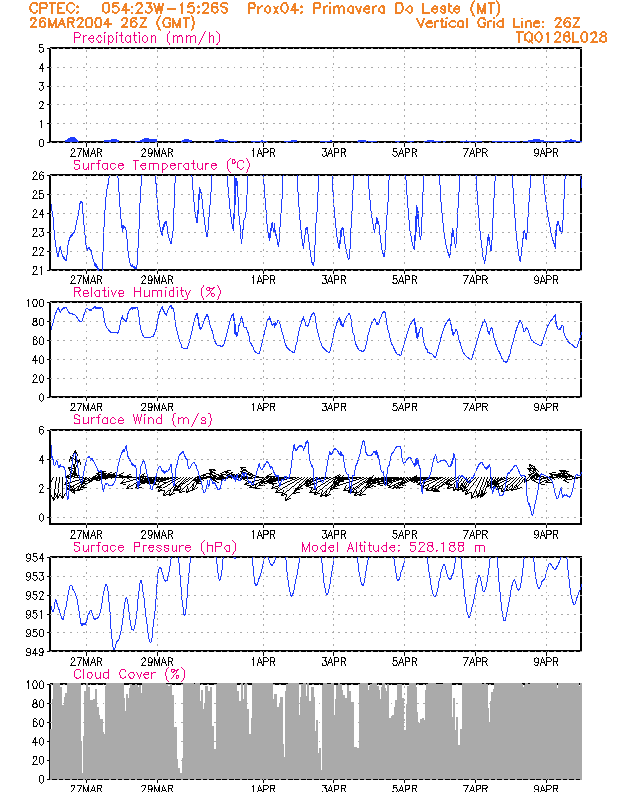 CPTEC: 054:23W-15:26S Prox04: Primavera Do Leste (MT)
26MAR2004 26Z (GMT) Vertical Grid Line: 26Z
Precipitation (mm/h) TQ0126L028
5
4
3
2
1
0
27MAR 29MAR 1APR 3APR 5APR 7APR 9APR
Surface Temperature (°C)
26
25
24
23
22
21
27MAR 29MAR 1APR 3APR 5APR 7APR 9APR
Relative Humidity (%)
100
80
60
40
20
0
27MAR 29MAR 1APR 3APR 5APR 7APR 9APR
Surface Wind (m/s)
6
4
2
0
27MAR 29MAR 1APR 3APR 5APR 7APR 9APR
Surface Pressure (hPa) Model Altitude: 528.188 m
954
953
952
951
950
949
27MAR 29MAR 1APR 3APR 5APR 7APR 9APR
Cloud Cover (%)
100
80
60
40
20
0
27MAR 29MAR 1APR 3APR 5APR 7APR 9APR